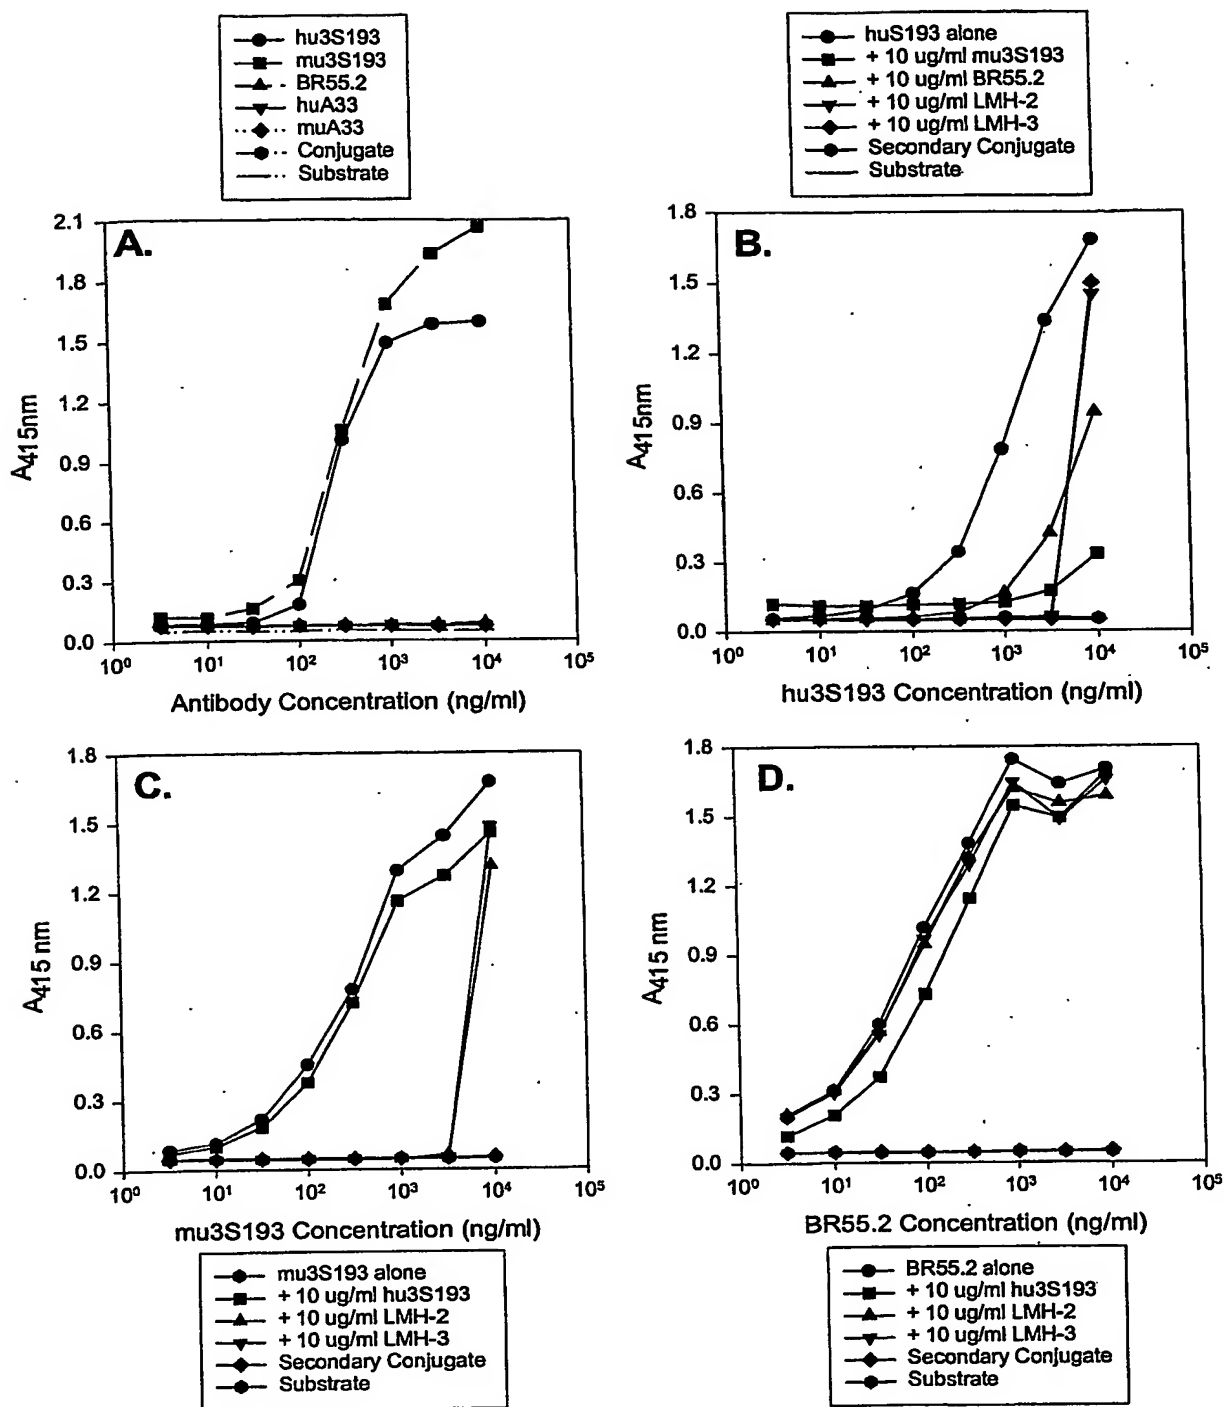 hu3S193
mu3S193
BR55.2
huA33
muA33
Conjugate
Substrate
huS193 alone
+ 10 ug/ml mu3S193
+ 10 ug/ml BR55.2
+ 10 ug/ml LMH-2
+ 10 ug/ml LMH-3
Secondary Conjugate
Substrate
A.
2.1
1.8
1.5
1.2
0.9
0.6
0.3
0.0
A415nm
10⁰ 10¹ 10² 10³ 10⁴ 10⁵
Antibody Concentration (ng/ml)
B.
1.8
1.5
1.2
0.9
0.6
0.3
0.0
A415nm
10⁰ 10¹ 10² 10³ 10⁴ 10⁵
hu3S193 Concentration (ng/ml)
C.
1.8
1.5
1.2
0.9
0.6
0.3
0.0
A415 nm
10⁰ 10¹ 10² 10³ 10⁴ 10⁵
mu3S193 Concentration (ng/ml)
D.
1.8
1.5
1.2
0.9
0.6
0.3
0.0
A415 nm
10⁰ 10¹ 10² 10³ 10⁴ 10⁵
BR55.2 Concentration (ng/ml)
mu3S193 alone
+ 10 ug/ml hu3S193
+ 10 ug/ml LMH-2
+ 10 ug/ml LMH-3
Secondary Conjugate
Substrate
BR55.2 alone
+ 10 ug/ml hu3S193
+ 10 ug/ml LMH-2
+ 10 ug/ml LMH-3
Secondary Conjugate
Substrate